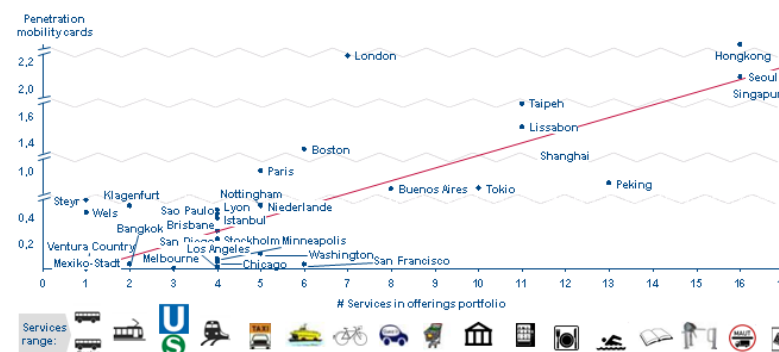 Penetration
mobility cards
2,2
2,0
1,6
1,4
1,0
0,4
0,2
London
Hongkong
Seoul
Singapur
Taipeh
Lissabon
Boston
Shanghai
Paris
Peking
Buenos Aires
Tokio
Steyr
Klagenfurt
Nottingham
Wels
Sao Paulo
Lyon
Niederlande
Istanbul
Bangkok
Brisbane
San Diego
Stockholm
Minneapolis
Ventura Country
Los Angeles
Washington
Mexiko-Stadt
Melbourne
Chicago
San Francisco
0 1 2 3 4 5 6 7 8 9 10 11 12 13 14 15 16 17
# Services in offerings portfolio
Services
range:
U
S
TAXI
MAUT